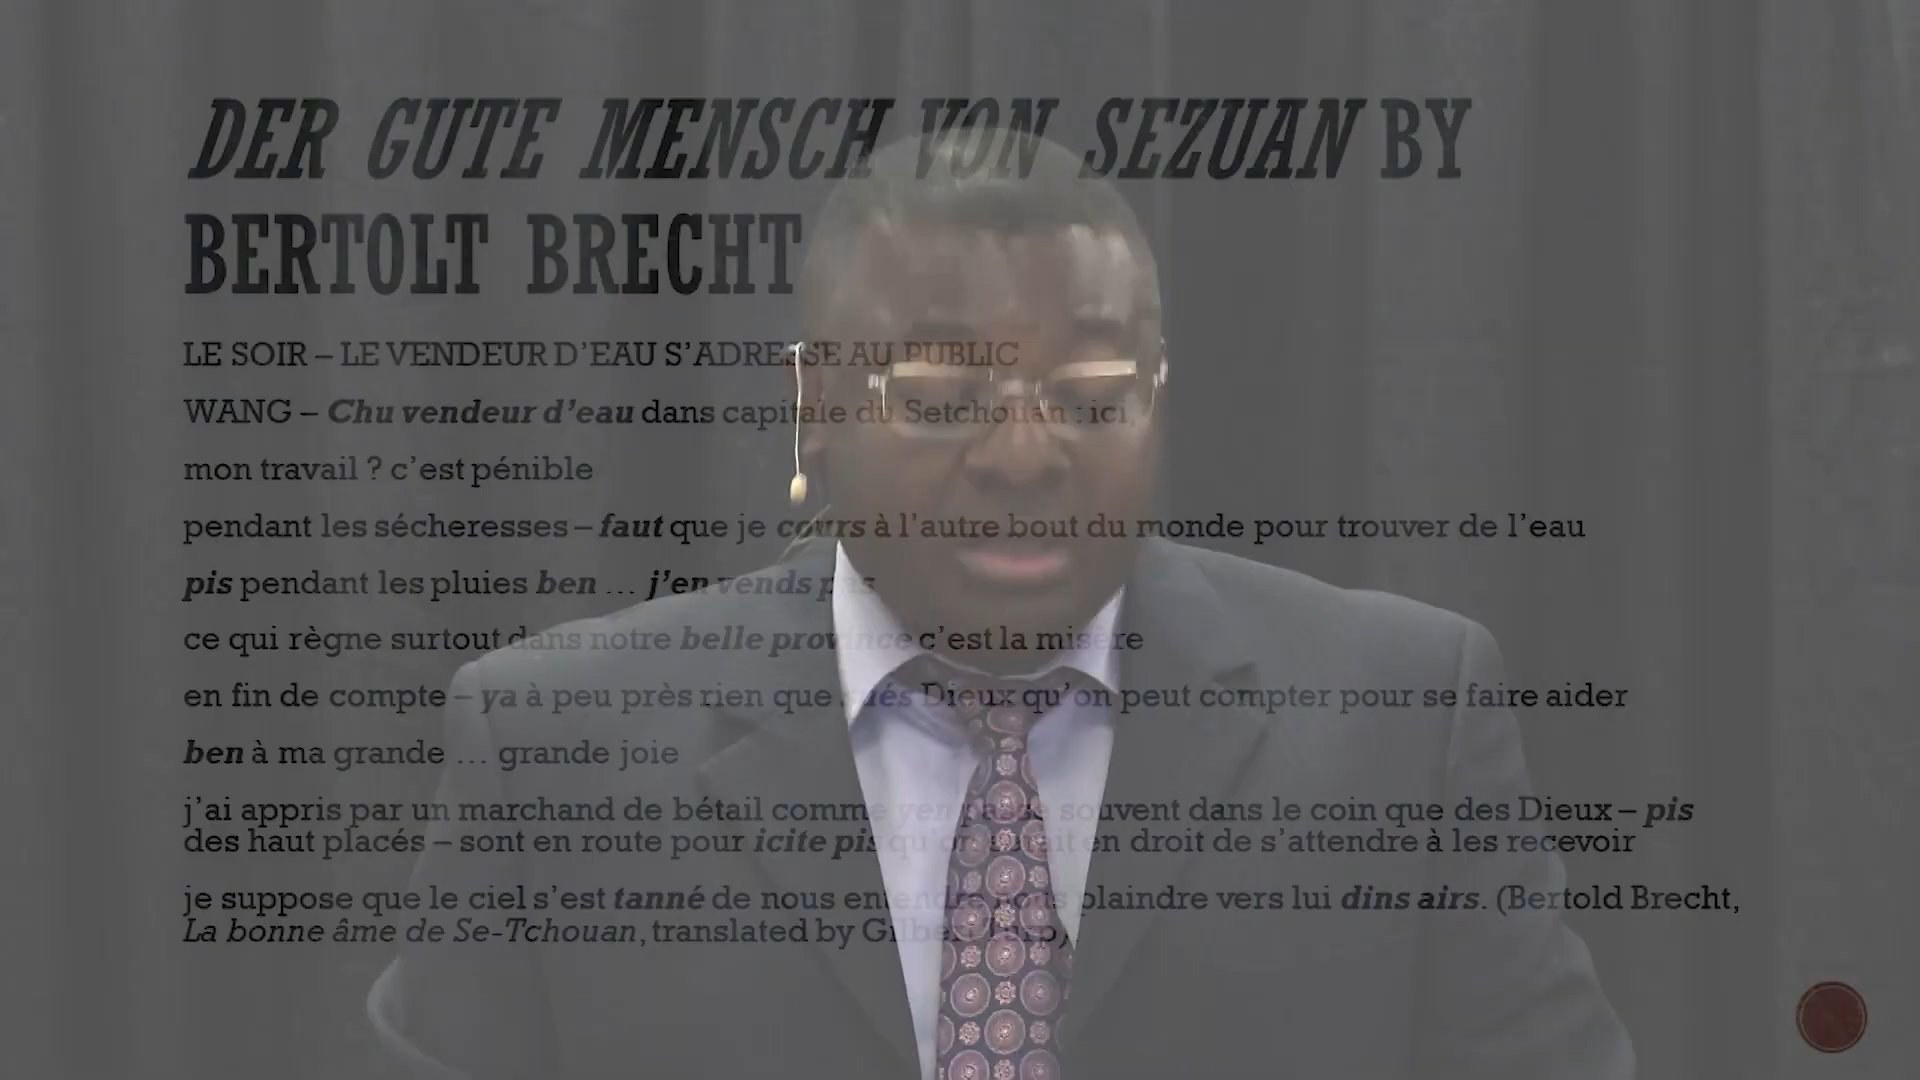 DER GUTE MENSCH VON SEZUAN BY
BERTOLT BRECHT
LE SOIR – LE VENDEUR D’EAU S’ADRESSE AU PUBLIC
WANG – Chu vendeur d’eau dans capitale du Setchouan : ici,
mon travail ? c’est pénible
pendant les sécheresses – faut que je cours à l’autre bout du monde pour trouver de l’eau
pis pendant les pluies ben … j’en vends pas
ce qui règne surtout dans notre belle province c’est la misère
en fin de compte – ya à peu près rien que sués Dieux qu’on peut compter pour se faire aider
ben à ma grande … grande joie
j’ai appris par un marchand de bétail comme yen passe souvent dans le coin que des Dieux – pis
des haut placés – sont en route pour icite pis qu’on serait en droit de s’attendre à les recevoir
je suppose que le ciel s’est tanné de nous entendre nous plaindre vers lui dins airs. (Bertold Brecht,
La bonne âme de Se-Tchouan, translated by Gilbert Turp).